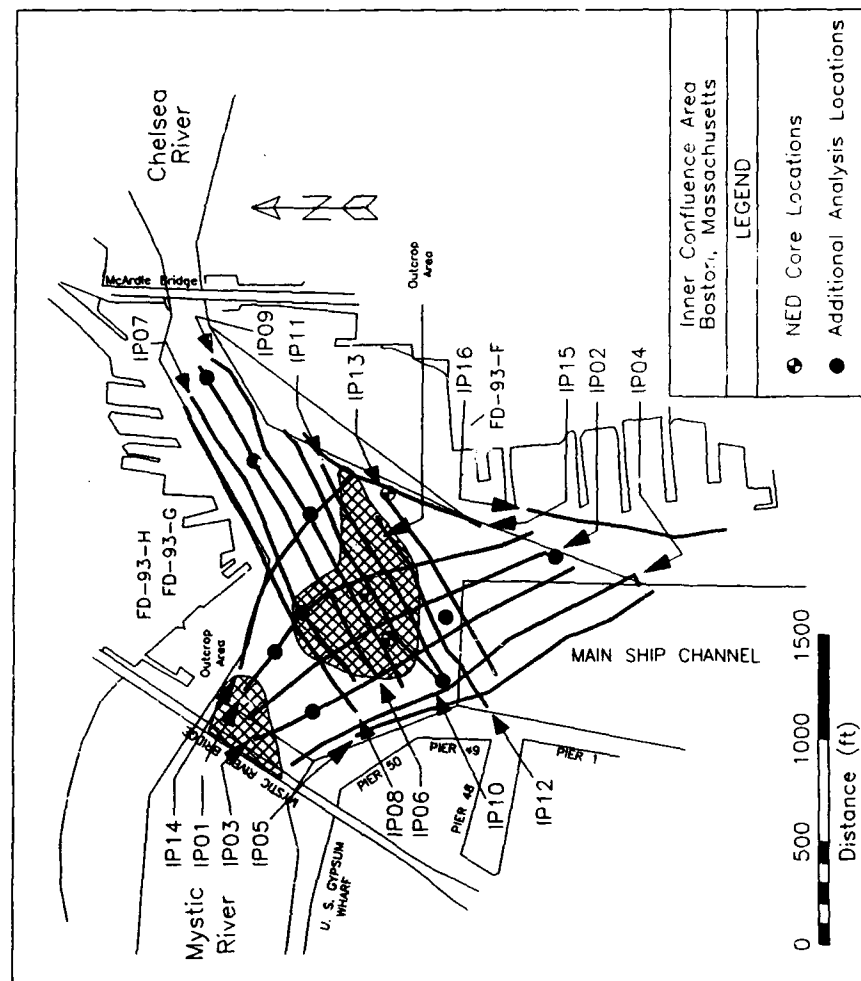 Chelsea
River
McArdle Bridge
IP07
IP09
IP11
IP13
Outcrop
Area
IP16
FD-93-F
IP15
IP02
IP04
N
FD-93-H
FD-93-G
Outcrop
Area
MYSTIC RIVER BRIDGE
IP14
IP01
IP03
IP05
Mystic
River
U. S. GYPSUM
WHARF
PIER 50
PIER 49
PIER 48
PIER 1
IP08
IP06
IP10
IP12
MAIN SHIP CHANNEL
0 500 1000 1500
Distance (ft)
Inner Confluence Area
Boston, Massachusetts
LEGEND
NED Core Locations
Additional Analysis Locations